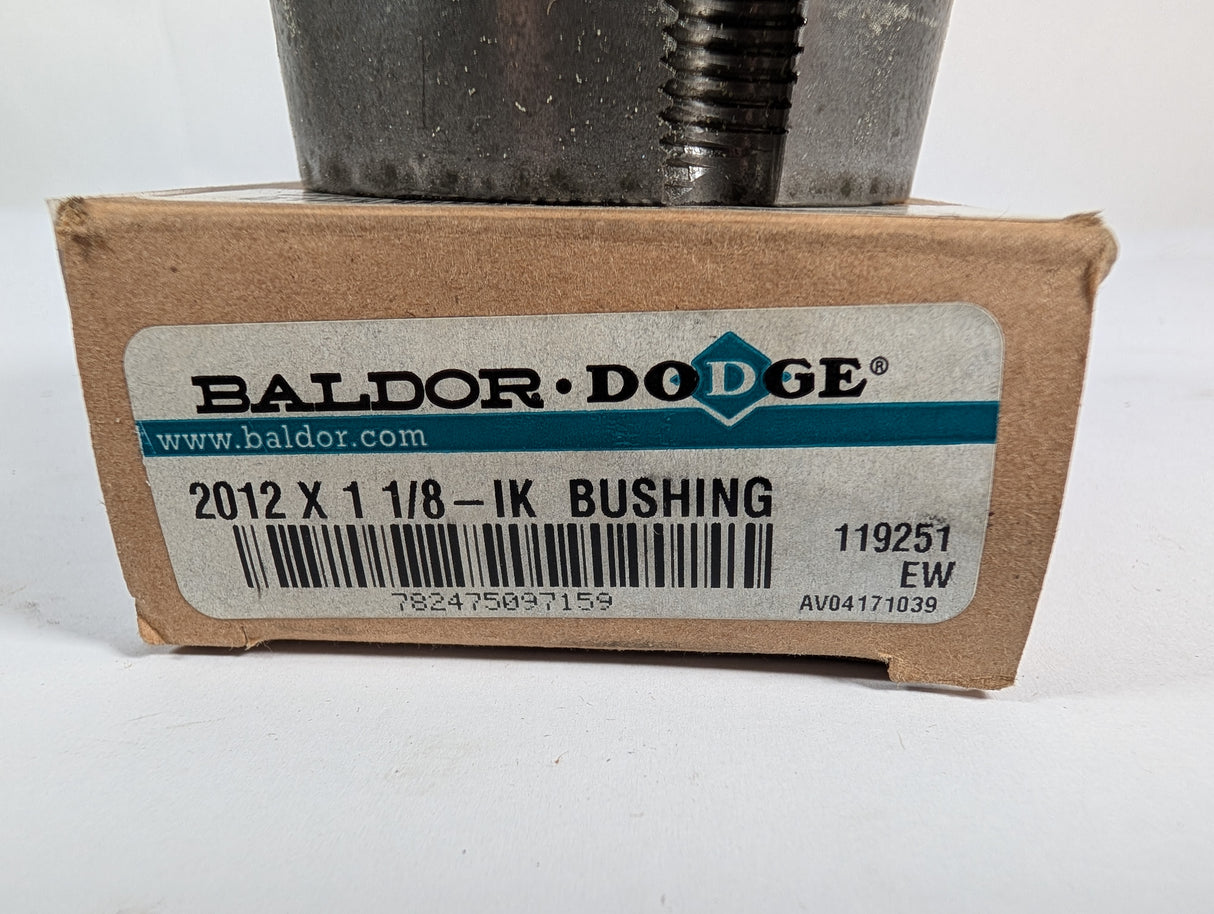 BALDOR · DODGE®
www.baldor.com
2012 X 1 1/8 – IK BUSHING
119251
EW
782475097159
AV04171039